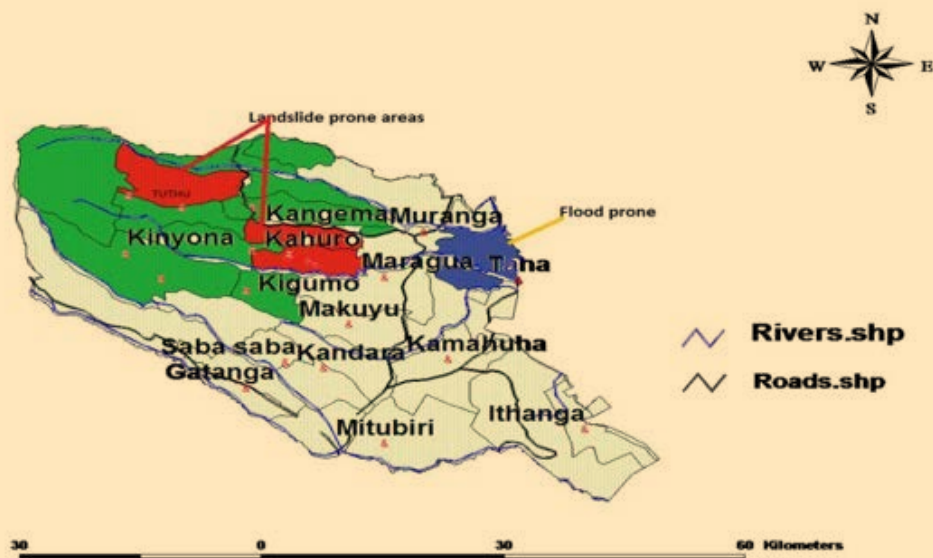 N
W E
S
Landslide prone areas
TUTHU
Kangema
Muranga
Flood prone
Kinyona
Kahuro
Maragua
Tana
Kigumo
Makuyu
Saba saba
Kandara
Kamahuha
Gatanga
Ithanga
Mitubiri
Rivers.shp
Roads.shp
30 0 30 60 Kilometers